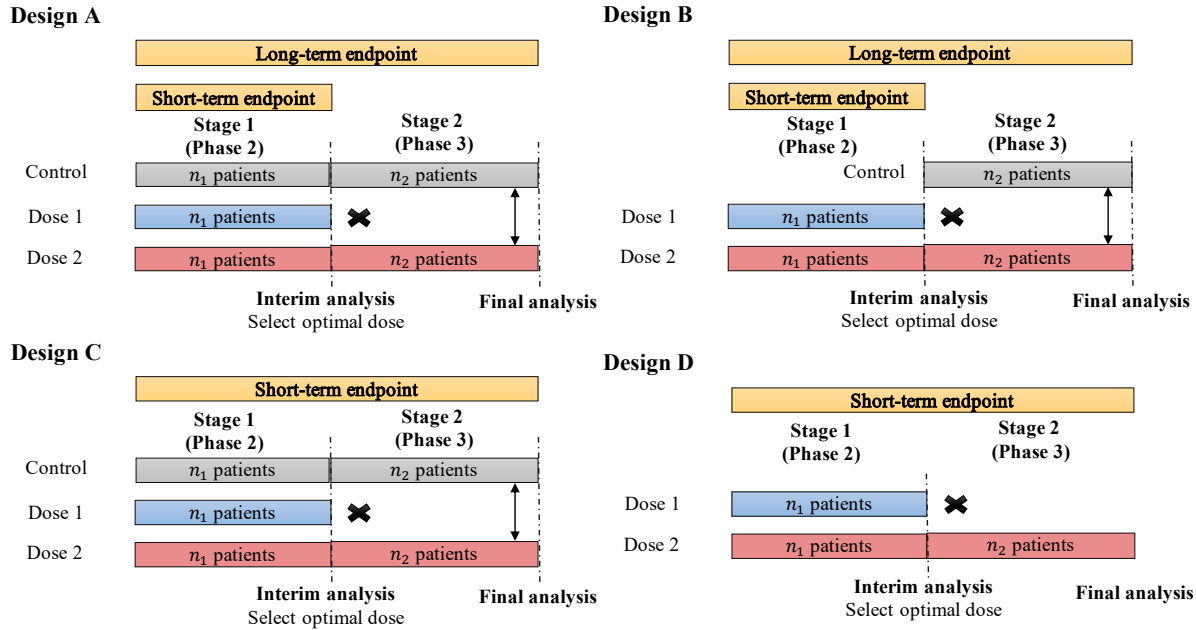 Design A
Long-term endpoint
Short-term endpoint
Stage 1
(Phase 2)
Stage 2
(Phase 3)
Control
n₁ patients
n₂ patients
Dose 1
n₁ patients
Dose 2
n₁ patients
n₂ patients
Interim analysis
Select optimal dose
Final analysis
Design B
Long-term endpoint
Short-term endpoint
Stage 1
(Phase 2)
Stage 2
(Phase 3)
Control
n₂ patients
Dose 1
n₁ patients
Dose 2
n₁ patients
n₂ patients
Interim analysis
Select optimal dose
Final analysis
Design C
Short-term endpoint
Stage 1
(Phase 2)
Stage 2
(Phase 3)
Control
n₁ patients
n₂ patients
Dose 1
n₁ patients
Dose 2
n₁ patients
n₂ patients
Interim analysis
Select optimal dose
Final analysis
Design D
Short-term endpoint
Stage 1
(Phase 2)
Stage 2
(Phase 3)
Dose 1
n₁ patients
Dose 2
n₁ patients
n₂ patients
Interim analysis
Select optimal dose
Final analysis